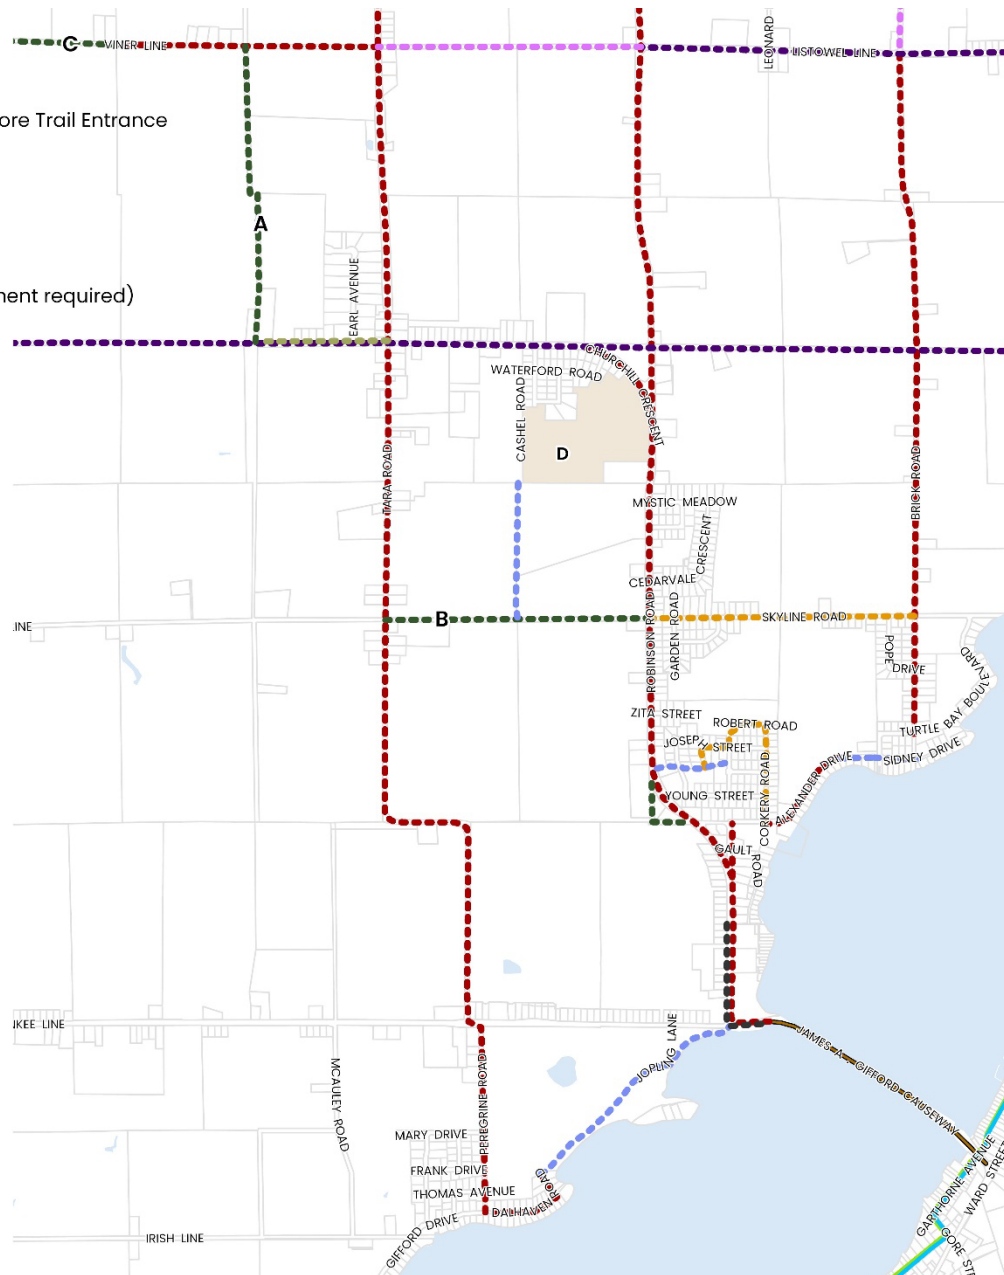 C
VINER LINE
LEONARD
LISTOWEL LINE
ore Trail Entrance
A
EARL AVENUE
nent required)
CHURCHILL CRESCENT
WATERFORD ROAD
CASHEL ROAD
D
TARA ROAD
BRICK ROAD
MYSTIC MEADOW
CRESCENT
CEDARVALE
ROBINSON ROAD
GARDEN ROAD
B
SKYLINE ROAD
LINE
POPE
DRIVE
TURTLE BAY BOULEVARD
ZITA STREET
ROBERT ROAD
JOSEPH STREET
SIDNEY DRIVE
ALEXANDER DRIVE
CORKERY ROAD
YOUNG STREET
GAULT
ROAD
NKEE LINE
JOPLING LANE
JAMES A. GIFFORD CAUSEWAY
MCAULEY ROAD
PEREGRINE ROAD
MARY DRIVE
FRANK DRIVE
THOMAS AVENUE
DALHAVEN ROAD
GIFFORD DRIVE
IRISH LINE
GARTHORNE AVENUE
WARD STREET
GORE STR